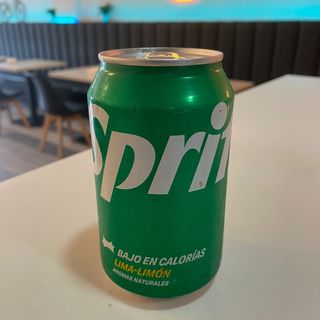 Sprit
BAJO EN CALORÍAS
LIMA-LIMÓN
AROMAS NATURALES